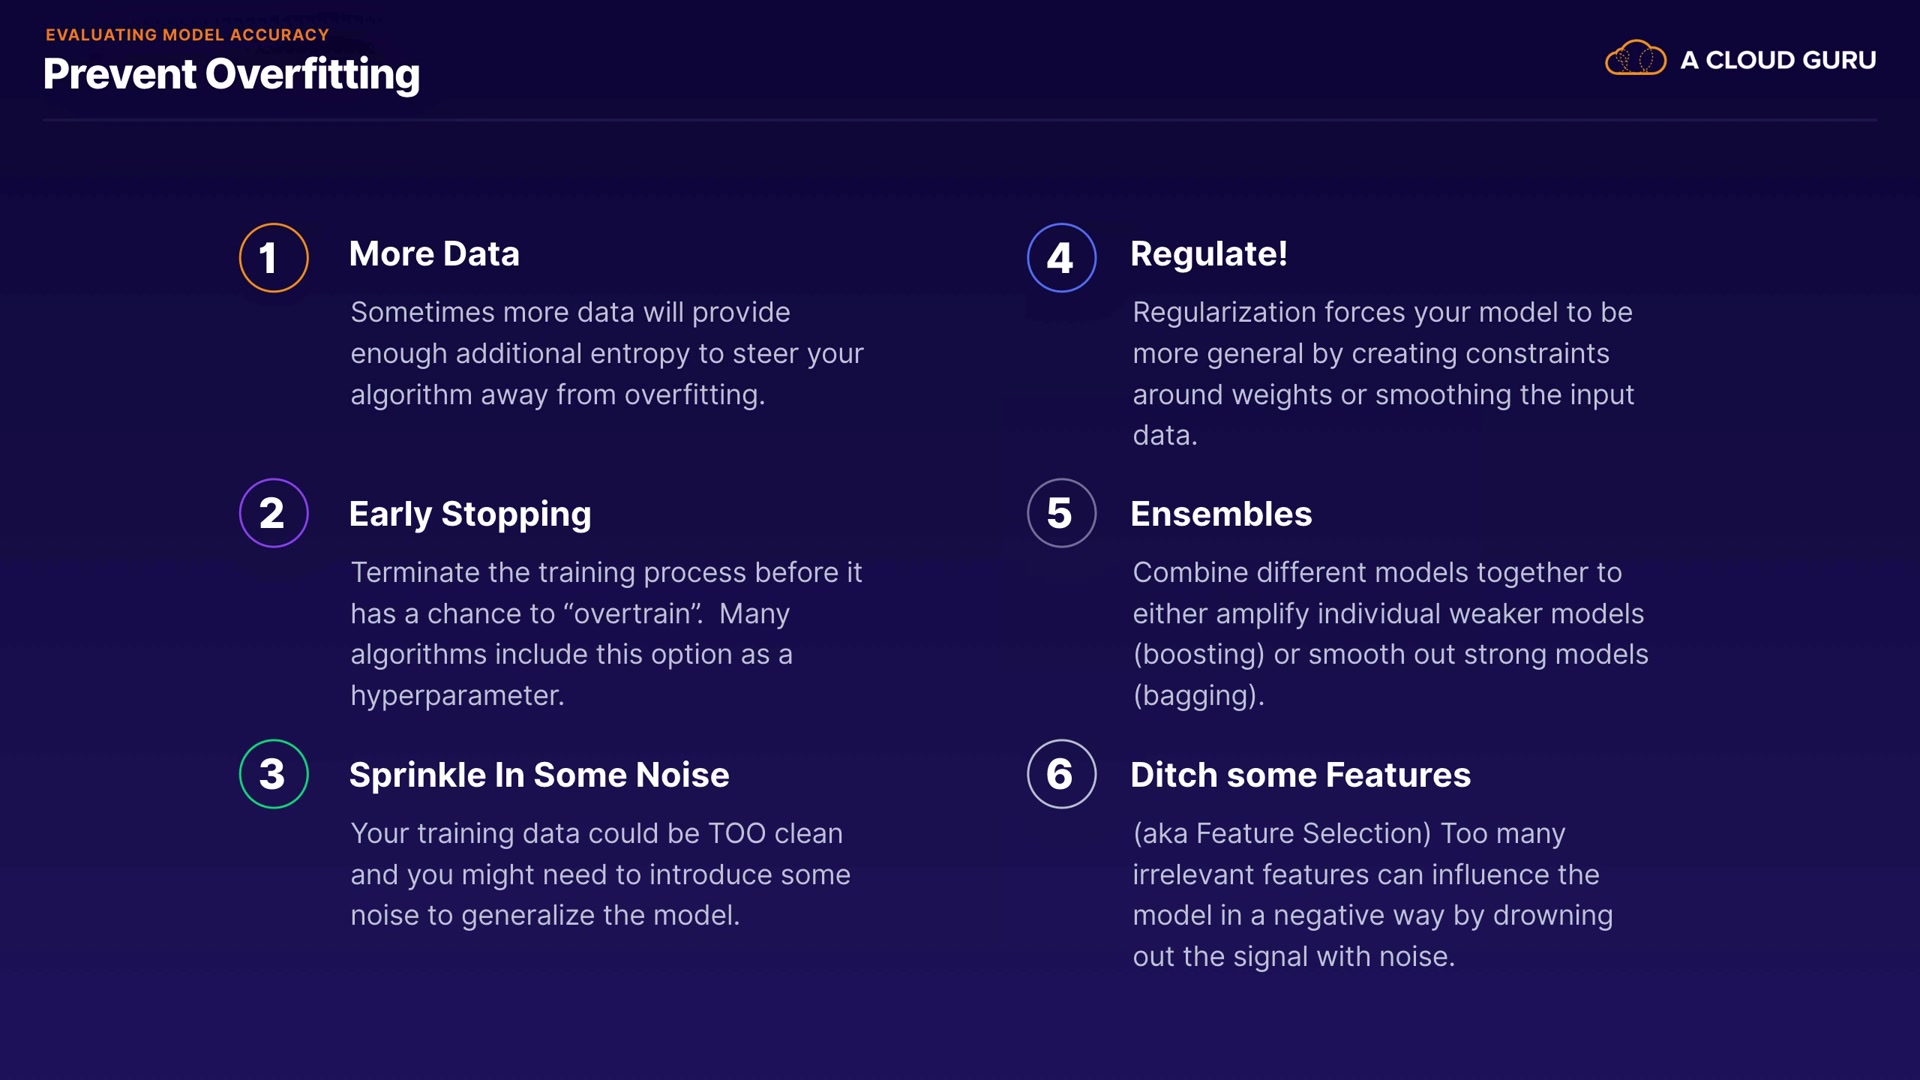 EVALUATING MODEL ACCURACY
Prevent Overfitting
A CLOUD GURU
1
More Data
Sometimes more data will provide
enough additional entropy to steer your
algorithm away from overfitting.
2
Early Stopping
Terminate the training process before it
has a chance to “overtrain”.  Many
algorithms include this option as a
hyperparameter.
3
Sprinkle In Some Noise
Your training data could be TOO clean
and you might need to introduce some
noise to generalize the model.
4
Regulate!
Regularization forces your model to be
more general by creating constraints
around weights or smoothing the input
data.
5
Ensembles
Combine different models together to
either amplify individual weaker models
(boosting) or smooth out strong models
(bagging).
6
Ditch some Features
(aka Feature Selection) Too many
irrelevant features can influence the
model in a negative way by drowning
out the signal with noise.